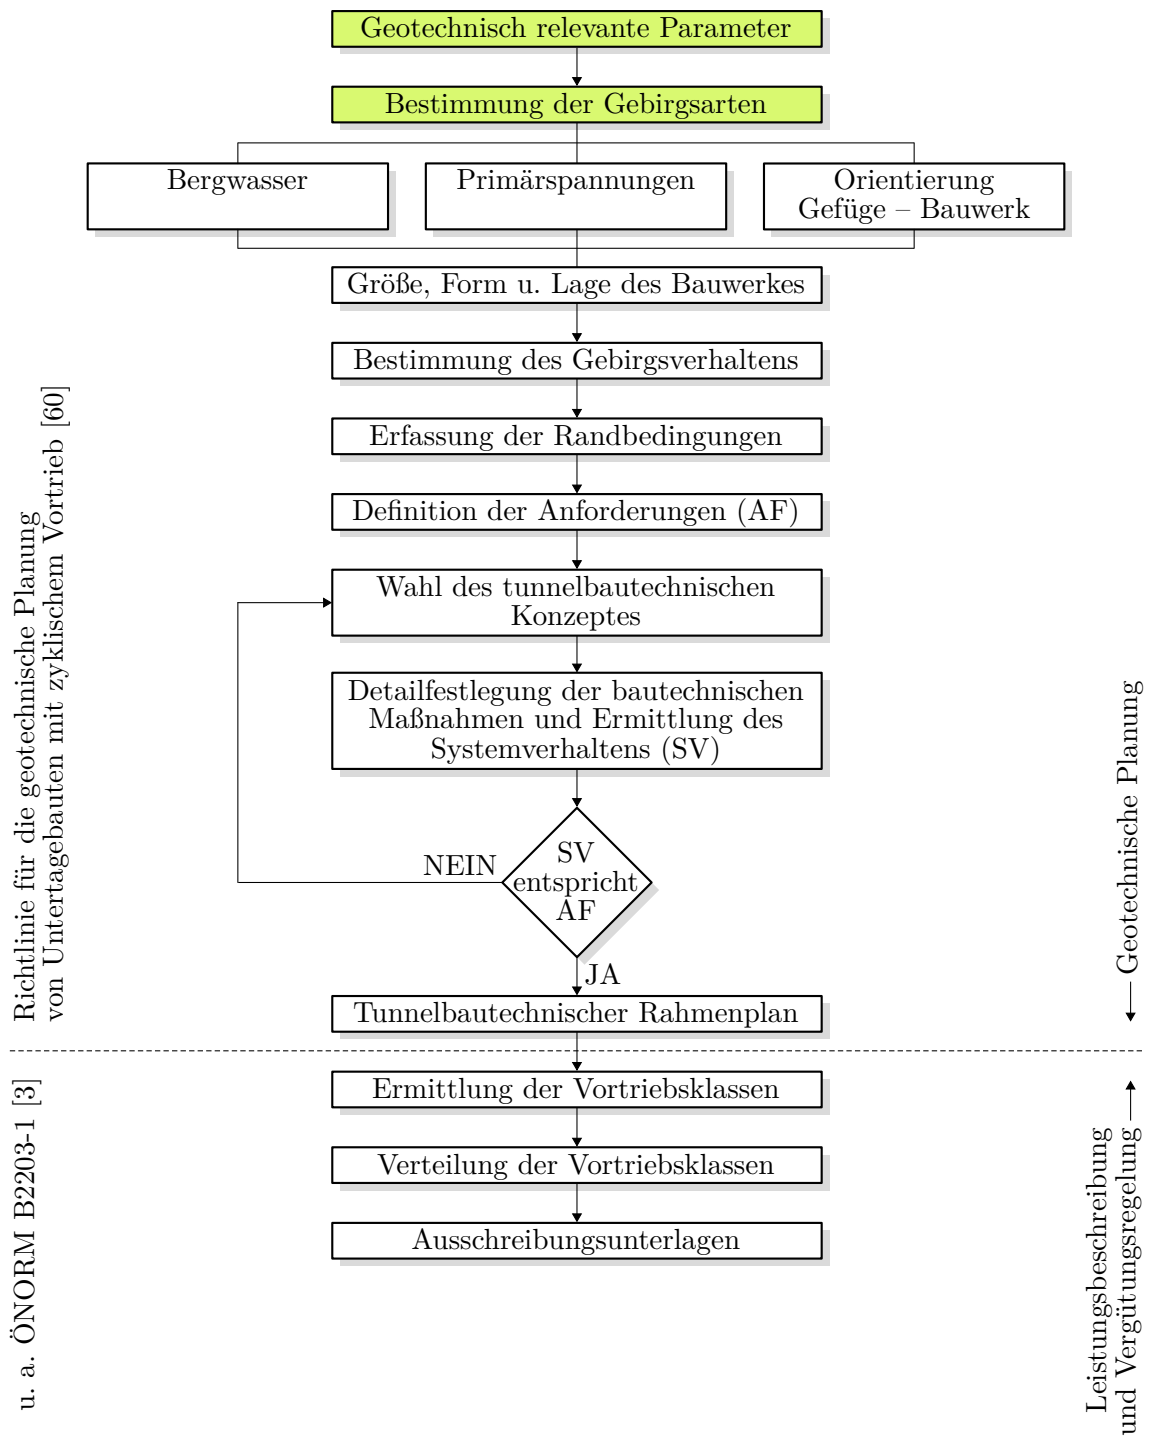 Geotechnisch relevante Parameter
Bestimmung der Gebirgsarten
Bergwasser
Primärspannungen
Orientierung
Gefüge – Bauwerk
Größe, Form u. Lage des Bauwerkes
Bestimmung des Gebirgsverhaltens
Erfassung der Randbedingungen
Definition der Anforderungen (AF)
Wahl des tunnelbautechnischen
Konzeptes
Detailfestlegung der bautechnischen
Maßnahmen und Ermittlung des
Systemverhaltens (SV)
SV
entspricht
AF
NEIN
JA
Tunnelbautechnischer Rahmenplan
Ermittlung der Vortriebsklassen
Verteilung der Vortriebsklassen
Ausschreibungsunterlagen
Richtlinie für die geotechnische Planung
von Untertagebauten mit zyklischem Vortrieb [60]
u. a. ÖNORM B2203-1 [3]
Geotechnische Planung
Leistungsbeschreibung
und Vergütungsregelung